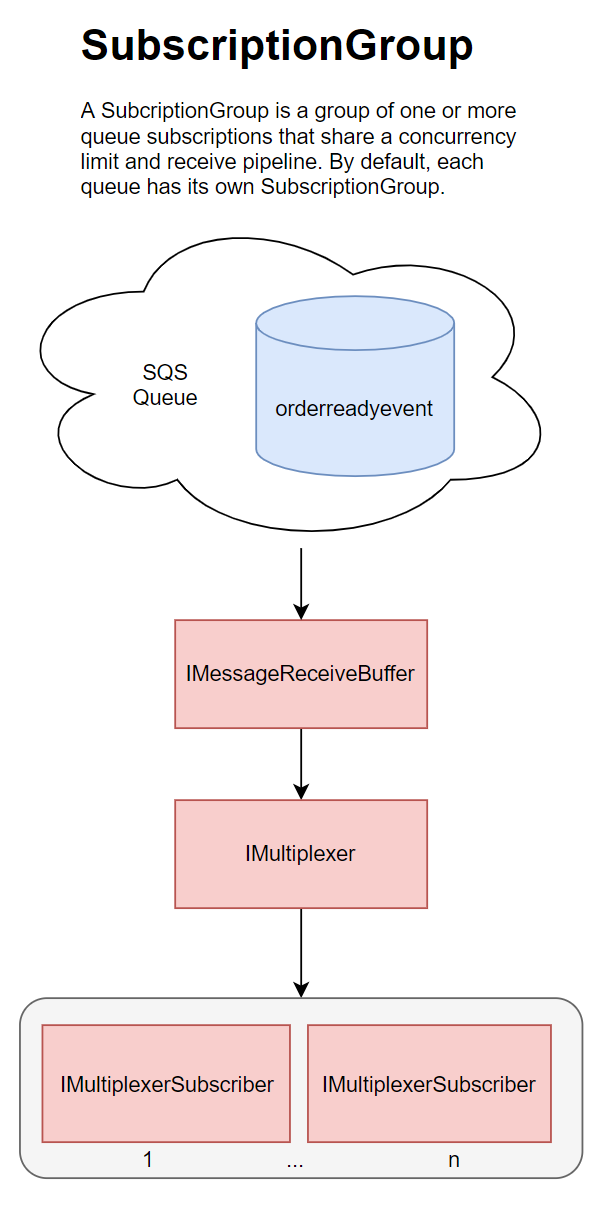 SubscriptionGroup
A SubcriptionGroup is a group of one or more
queue subscriptions that share a concurrency
limit and receive pipeline. By default, each
queue has its own SubscriptionGroup.
SQS
Queue
orderreadyevent
IMessageReceiveBuffer
IMultiplexer
IMultiplexerSubscriber IMultiplexerSubscriber
1 ... n